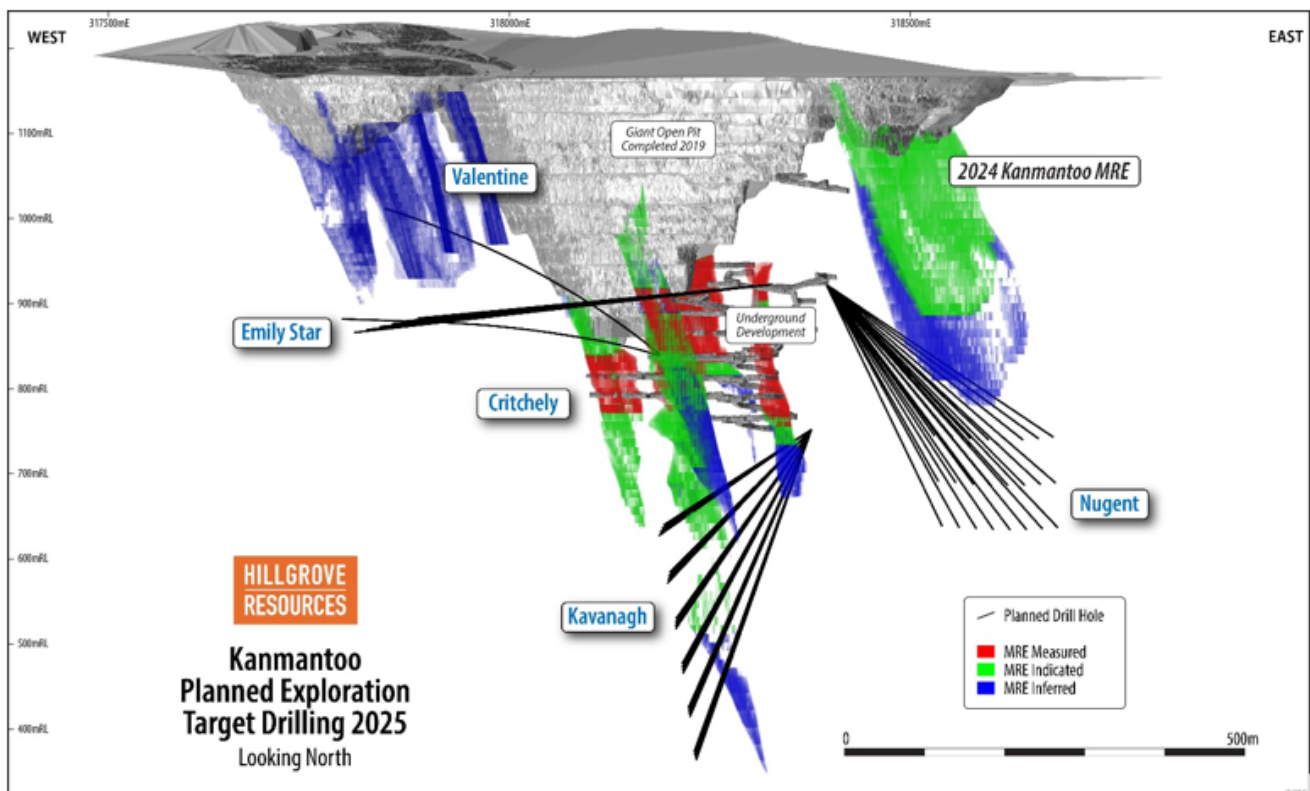 317500mE
318000mE
318500mE
WEST
EAST
1100mRL
1000mRL
900mRL
800mRL
700mRL
600mRL
500mRL
400mRL
Giant Open Pit
Completed 2019
Valentine
2024 Kanmantoo MRE
Emily Star
Underground
Development
Critchely
Nugent
Kavanagh
HILLGROVE
RESOURCES
Kanmantoo
Planned Exploration
Target Drilling 2025
Looking North
Planned Drill Hole
MRE Measured
MRE Indicated
MRE Inferred
0
500m